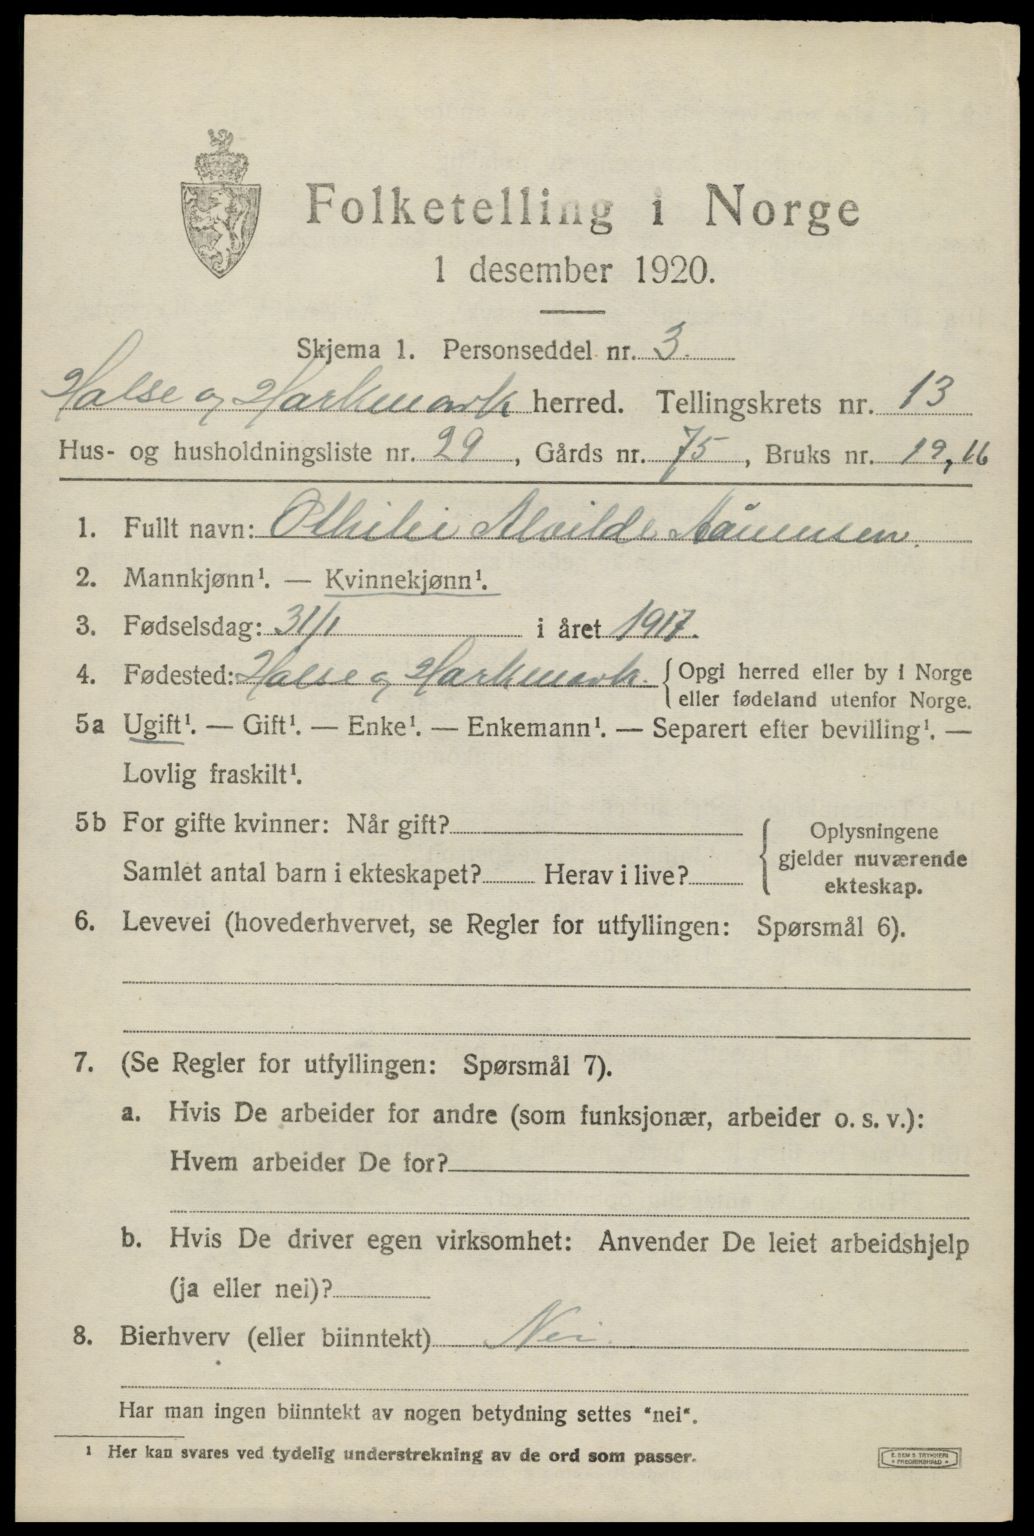 Folketelling i Norge
1 desember 1920.
Skjema 1. Personseddel nr. 3.
Halse og Harkmark herred. Tellingskrets nr. 13
Hus- og husholdningsliste nr. 29, Gårds nr. 75, Bruks nr. 12, 16
1. Fullt navn: Othilie Alvilde
2. Mannkjønn¹. — Kvinnekjønn¹.
3. Fødselsdag: 31/1 i året 1917.
4. Fødested: Halse og Harkmark. { Opgi herred eller by i Norge
eller fødeland utenfor Norge.
5a Ugift¹. — Gift¹. — Enke¹. — Enkemann¹. — Separert efter bevilling¹. —
Lovlig fraskilt¹.
5b For gifte kvinner: Når gift?
Samlet antal barn i ekteskapet? Herav i live?
{ Oplysningene
gjelder nuværende
ekteskap.
6. Levevei (hovederhvervet, se Regler for utfyllingen: Spørsmål 6).
7. (Se Regler for utfyllingen: Spørsmål 7).
a. Hvis De arbeider for andre (som funksjonær, arbeider o. s. v.):
Hvem arbeider De for?
b. Hvis De driver egen virksomhet: Anvender De leiet arbeidshjelp
(ja eller nei)?
8. Bierhverv (eller biinntekt) Nei
Har man ingen biinntekt av nogen betydning settes "nei".
¹ Her kan svares ved tydelig understrekning av de ord som passer.
E. SEM'S TRYKKERI
FREDRIKSHALD